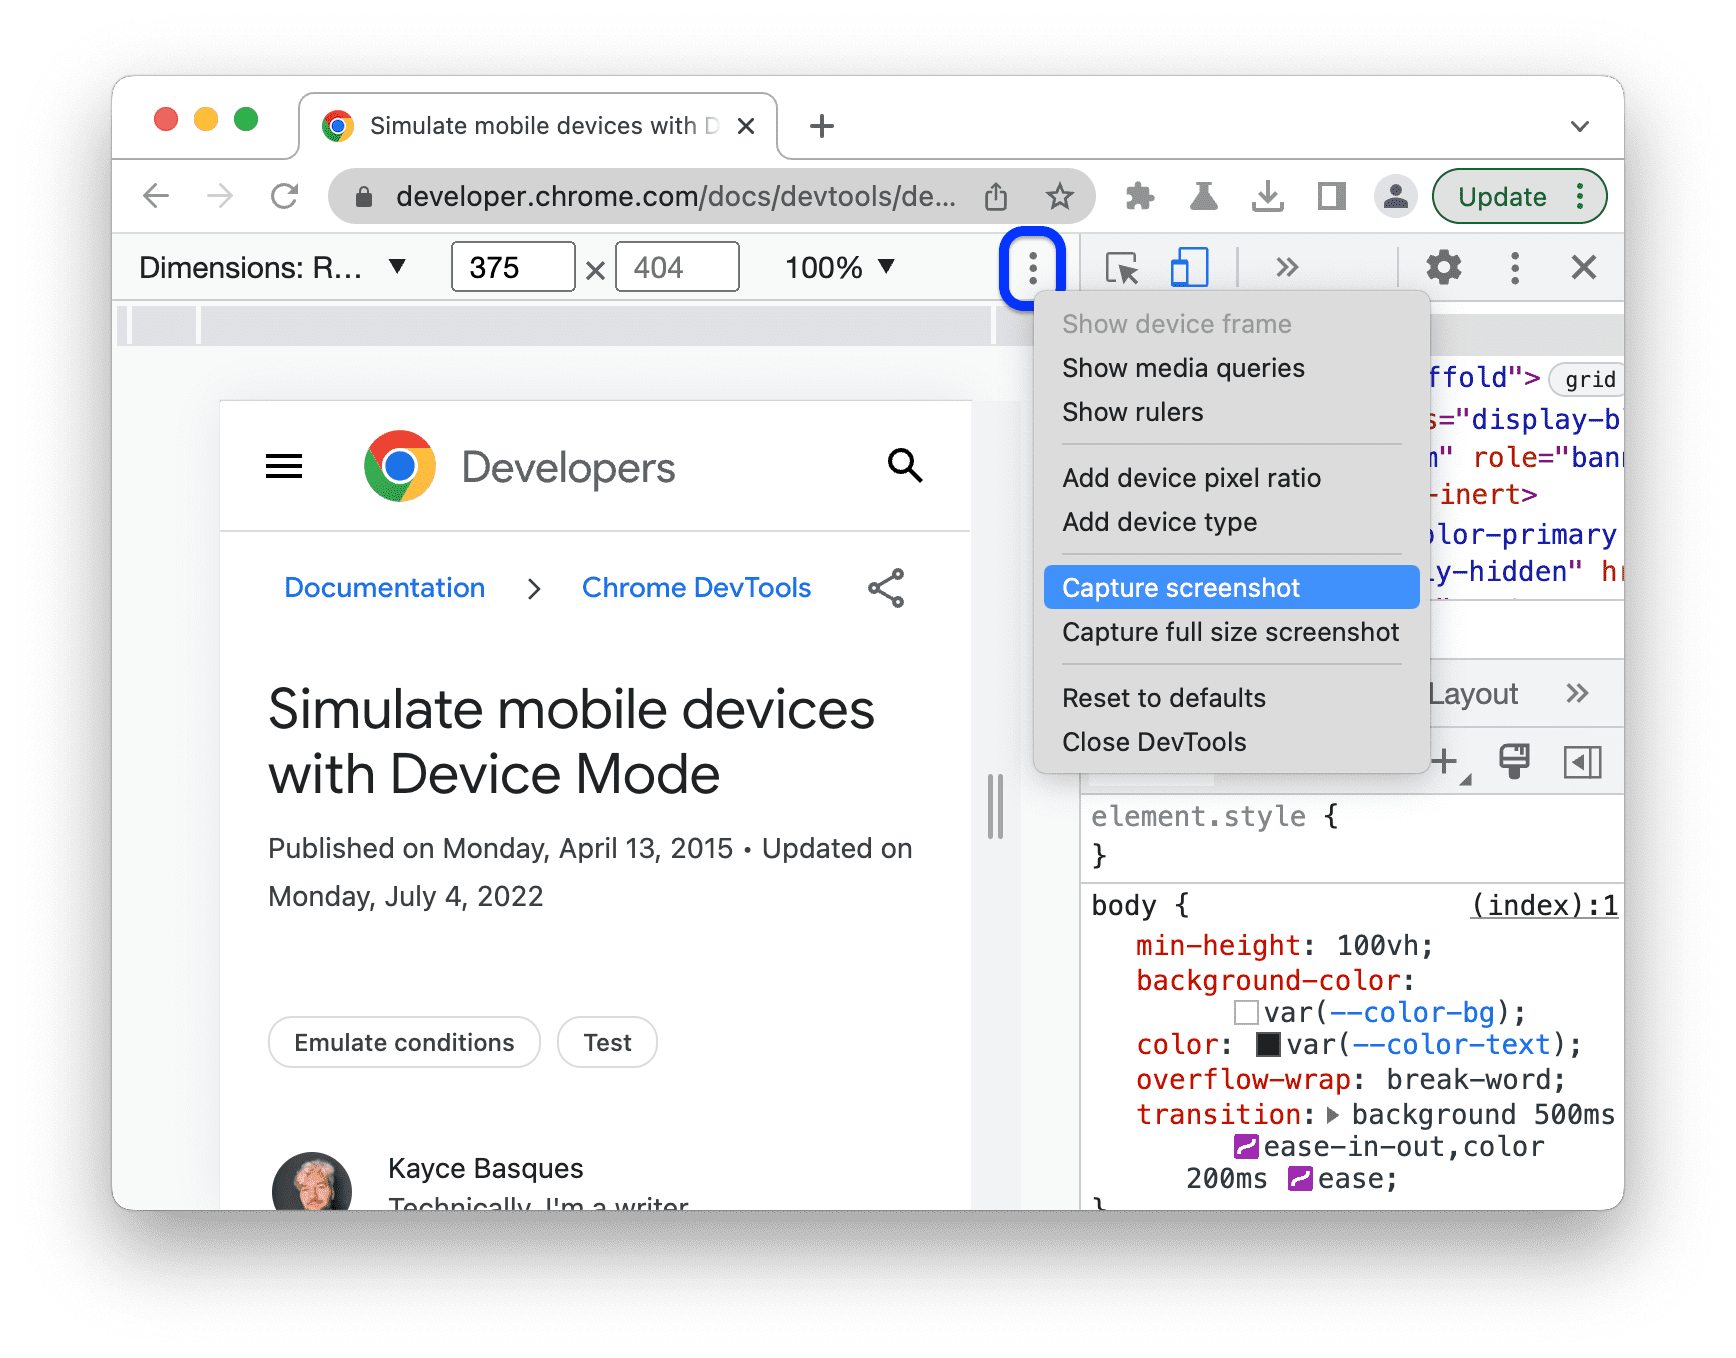 Simulate mobile devices with D
developer.chrome.com/docs/devtools/de...
Update
Dimensions: R... ▼ 375 × 404 100% ▼
Show device frame
Show media queries
Show rulers
Add device pixel ratio
Add device type
Capture screenshot
Capture full size screenshot
Reset to defaults
Close DevTools
Developers
Documentation > Chrome DevTools
Simulate mobile devices
with Device Mode
Published on Monday, April 13, 2015 • Updated on
Monday, July 4, 2022
Emulate conditions
Test
Kayce Basques
Technically, I'm a writer
ffold"> grid
s="display-b
m" role="ban
-inert>
olor-primary
ly-hidden" h
Layout
element.style {
}
body { (index):1
min-height: 100vh;
background-color:
var(--color-bg);
color: var(--color-text);
overflow-wrap: break-word;
transition: background 500ms
ease-in-out,color
200ms ease;
}